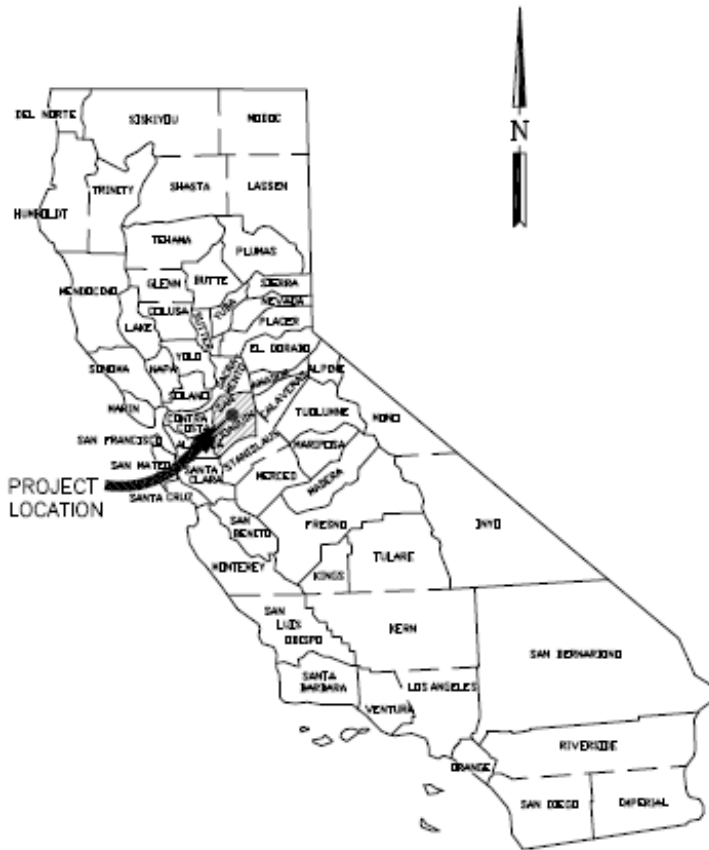 N
DEL NORTE
SISKIYOU
MODOC
HUMBOLDT
TRINITY
SHASTA
LASSEN
TEHAMA
PLUMAS
MENDOCINO
GLENN
BUTTE
SIERRA
LAKE
COLUSA
SUTTER
YUBA
NEVADA
PLACER
SONOMA
NAPA
YOLO
EL DORADO
SOLANO
SACRA
MENTO
AMADOR
ALPINE
MARIN
CONTRA
COSTA
SAN
JOAQUIN
CALAVERAS
TUOLUMNE
MONO
SAN FRANCISCO
STANISLAUS
MARIPOSA
SAN MATEO
SANTA
CLARA
MERCED
MADERA
PROJECT
LOCATION
SANTA CRUZ
SAN
BENITO
FRESNO
INYO
MONTEREY
KINGS
TULARE
SAN
LUIS
OBISPO
KERN
SAN BERNARDINO
SANTA
BARBARA
VENTURA
LOS ANGELES
ORANGE
RIVERSIDE
SAN DIEGO
IMPERIAL